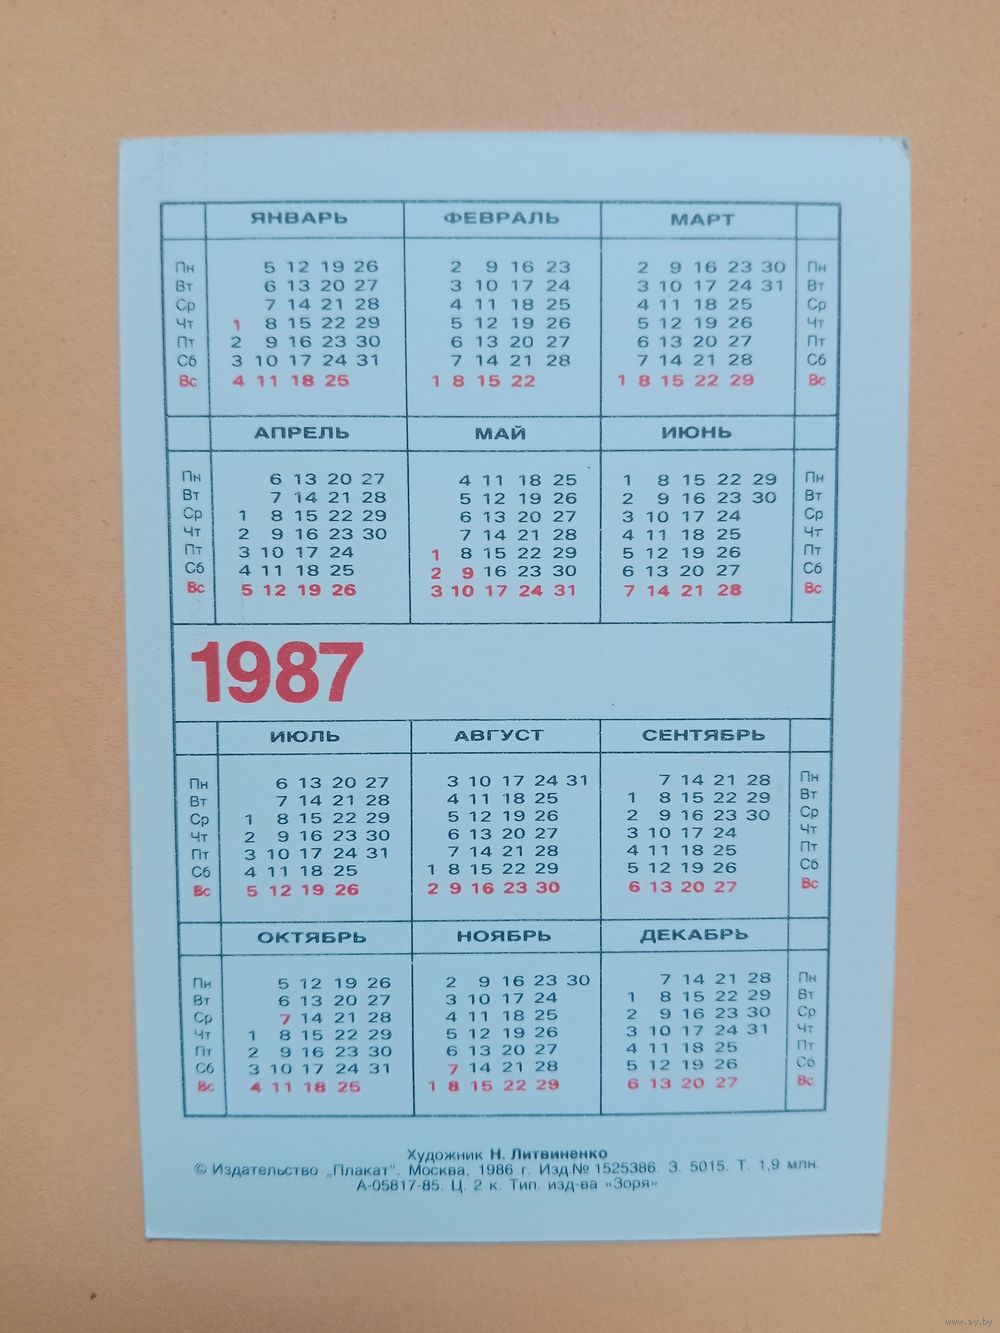 ЯНВАРЬ ФЕВРАЛЬ МАРТ
Пн 5 12 19 26 2 9 16 23 2 9 16 23 30 Пн
Вт 6 13 20 27 3 10 17 24 3 10 17 24 31 Вт
Ср 7 14 21 28 4 11 18 25 4 11 18 25 Ср
Чт 1 8 15 22 29 5 12 19 26 5 12 19 26 Чт
Пт 2 9 16 23 30 6 13 20 27 6 13 20 27 Пт
Сб 3 10 17 24 31 7 14 21 28 7 14 21 28 Сб
Вс 4 11 18 25 1 8 15 22 1 8 15 22 29 Вс
АПРЕЛЬ МАЙ ИЮНЬ
Пн 6 13 20 27 4 11 18 25 1 8 15 22 29 Пн
Вт 7 14 21 28 5 12 19 26 2 9 16 23 30 Вт
Ср 1 8 15 22 29 6 13 20 27 3 10 17 24 Ср
Чт 2 9 16 23 30 7 14 21 28 4 11 18 25 Чт
Пт 3 10 17 24 1 8 15 22 29 5 12 19 26 Пт
Сб 4 11 18 25 2 9 16 23 30 6 13 20 27 Сб
Вс 5 12 19 26 3 10 17 24 31 7 14 21 28 Вс
1987
ИЮЛЬ АВГУСТ СЕНТЯБРЬ
Пн 6 13 20 27 3 10 17 24 31 7 14 21 28 Пн
Вт 7 14 21 28 4 11 18 25 1 8 15 22 29 Вт
Ср 1 8 15 22 29 5 12 19 26 2 9 16 23 30 Ср
Чт 2 9 16 23 30 6 13 20 27 3 10 17 24 Чт
Пт 3 10 17 24 31 7 14 21 28 4 11 18 25 Пт
Сб 4 11 18 25 1 8 15 22 29 5 12 19 26 Сб
Вс 5 12 19 26 2 9 16 23 30 6 13 20 27 Вс
ОКТЯБРЬ НОЯБРЬ ДЕКАБРЬ
Пн 5 12 19 26 2 9 16 23 30 7 14 21 28 Пн
Вт 6 13 20 27 3 10 17 24 1 8 15 22 29 Вт
Ср 7 14 21 28 4 11 18 25 2 9 16 23 30 Ср
Чт 1 8 15 22 29 5 12 19 26 3 10 17 24 31 Чт
Пт 2 9 16 23 30 6 13 20 27 4 11 18 25 Пт
Сб 3 10 17 24 31 7 14 21 28 5 12 19 26 Сб
Вс 4 11 18 25 1 8 15 22 29 6 13 20 27 Вс
Художник Н. Литвиненко
© Издательство „Плакат". Москва, 1986 г. Изд.№ 1525386. З. 5015. Т. 1,9 млн.
А-05817-85. Ц. 2 к. Тип. изд-ва «Зоря»
www.ay.by